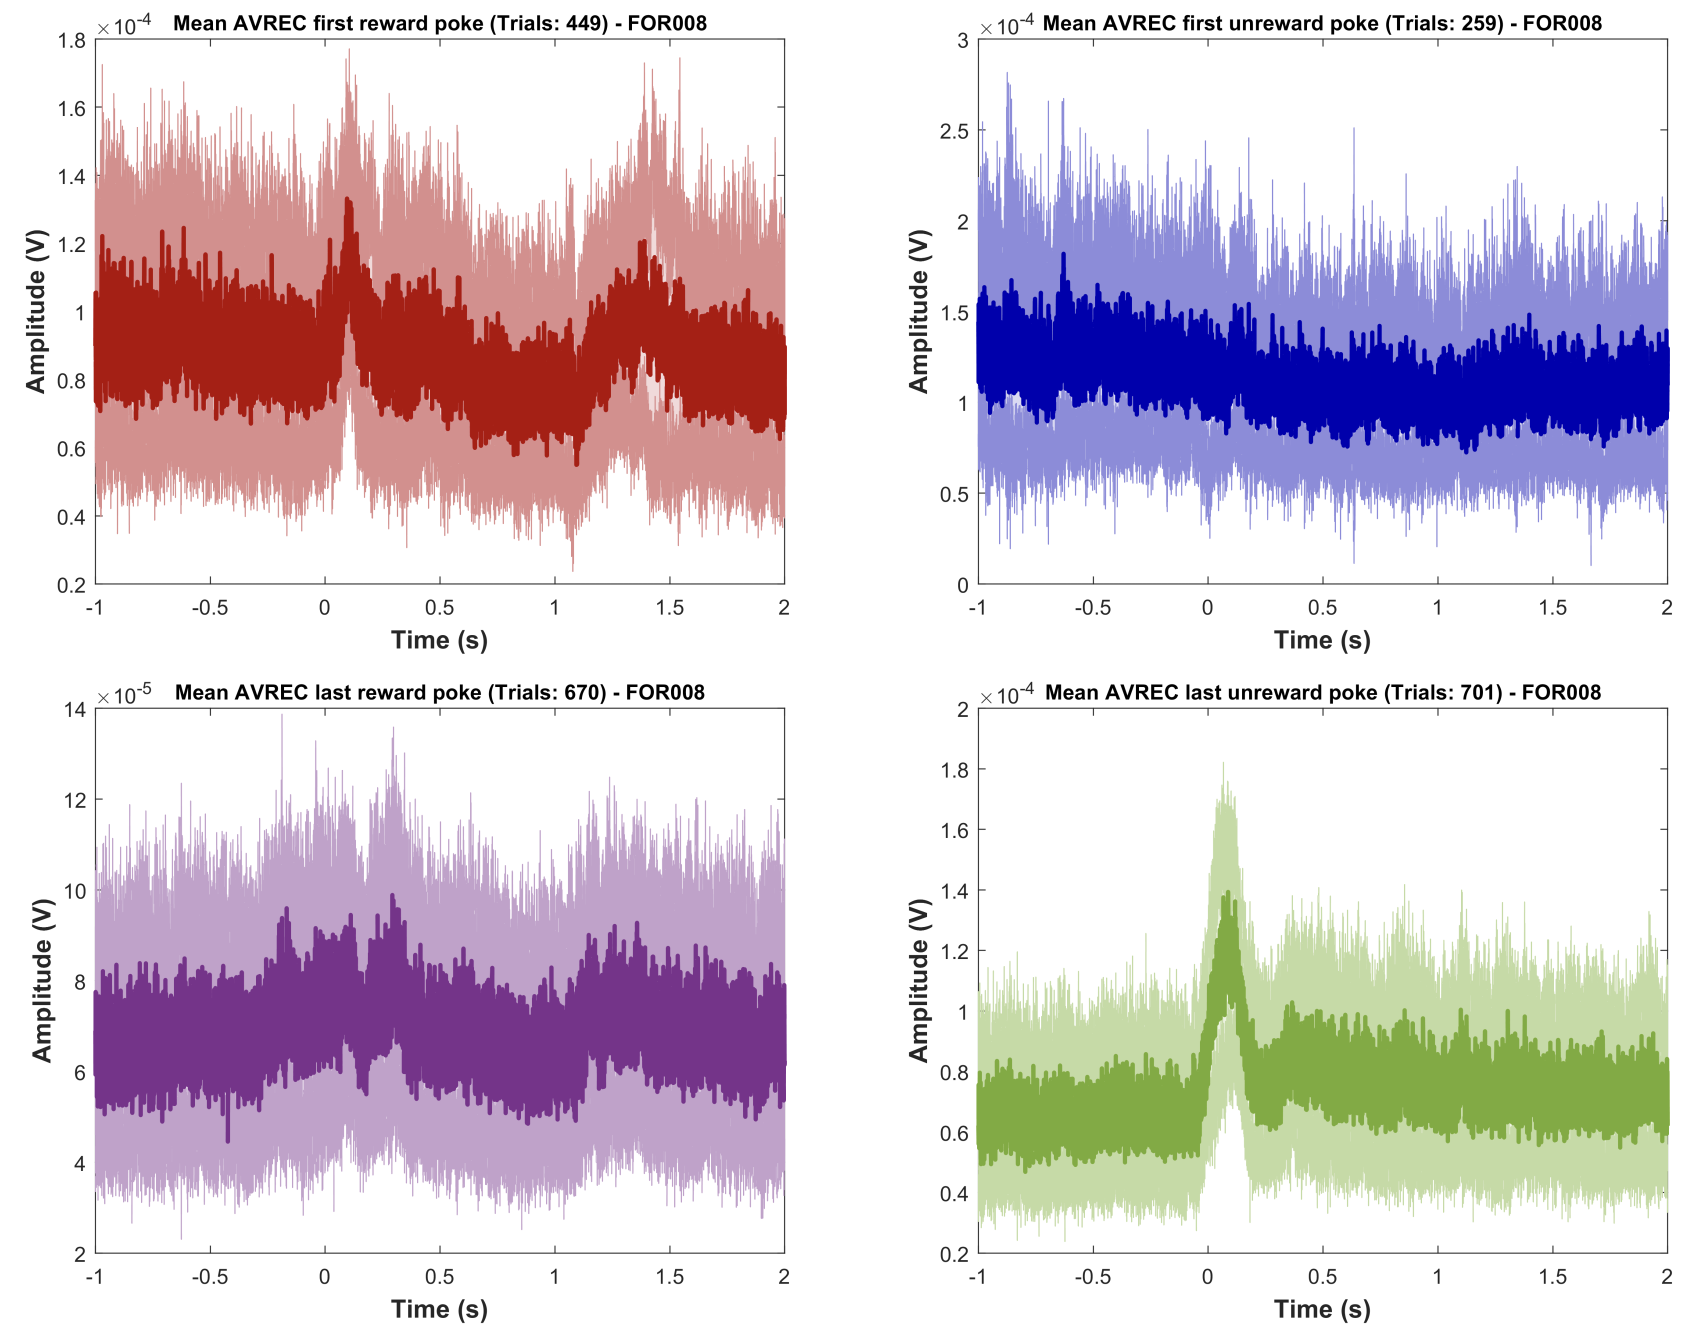 ×10-4 Mean AVREC first reward poke (Trials: 449) - FOR008
1.8
1.6
1.4
1.2
1
0.8
0.6
0.4
0.2
Amplitude (V)
-1 -0.5 0 0.5 1 1.5 2
Time (s)
×10-4 Mean AVREC first unreward poke (Trials: 259) - FOR008
3
2.5
2
1.5
1
0.5
0
Amplitude (V)
-1 -0.5 0 0.5 1 1.5 2
Time (s)
×10-5 Mean AVREC last reward poke (Trials: 670) - FOR008
14
12
10
8
6
4
2
Amplitude (V)
-1 -0.5 0 0.5 1 1.5 2
Time (s)
×10-4 Mean AVREC last unreward poke (Trials: 701) - FOR008
2
1.8
1.6
1.4
1.2
1
0.8
0.6
0.4
0.2
Amplitude (V)
-1 -0.5 0 0.5 1 1.5 2
Time (s)